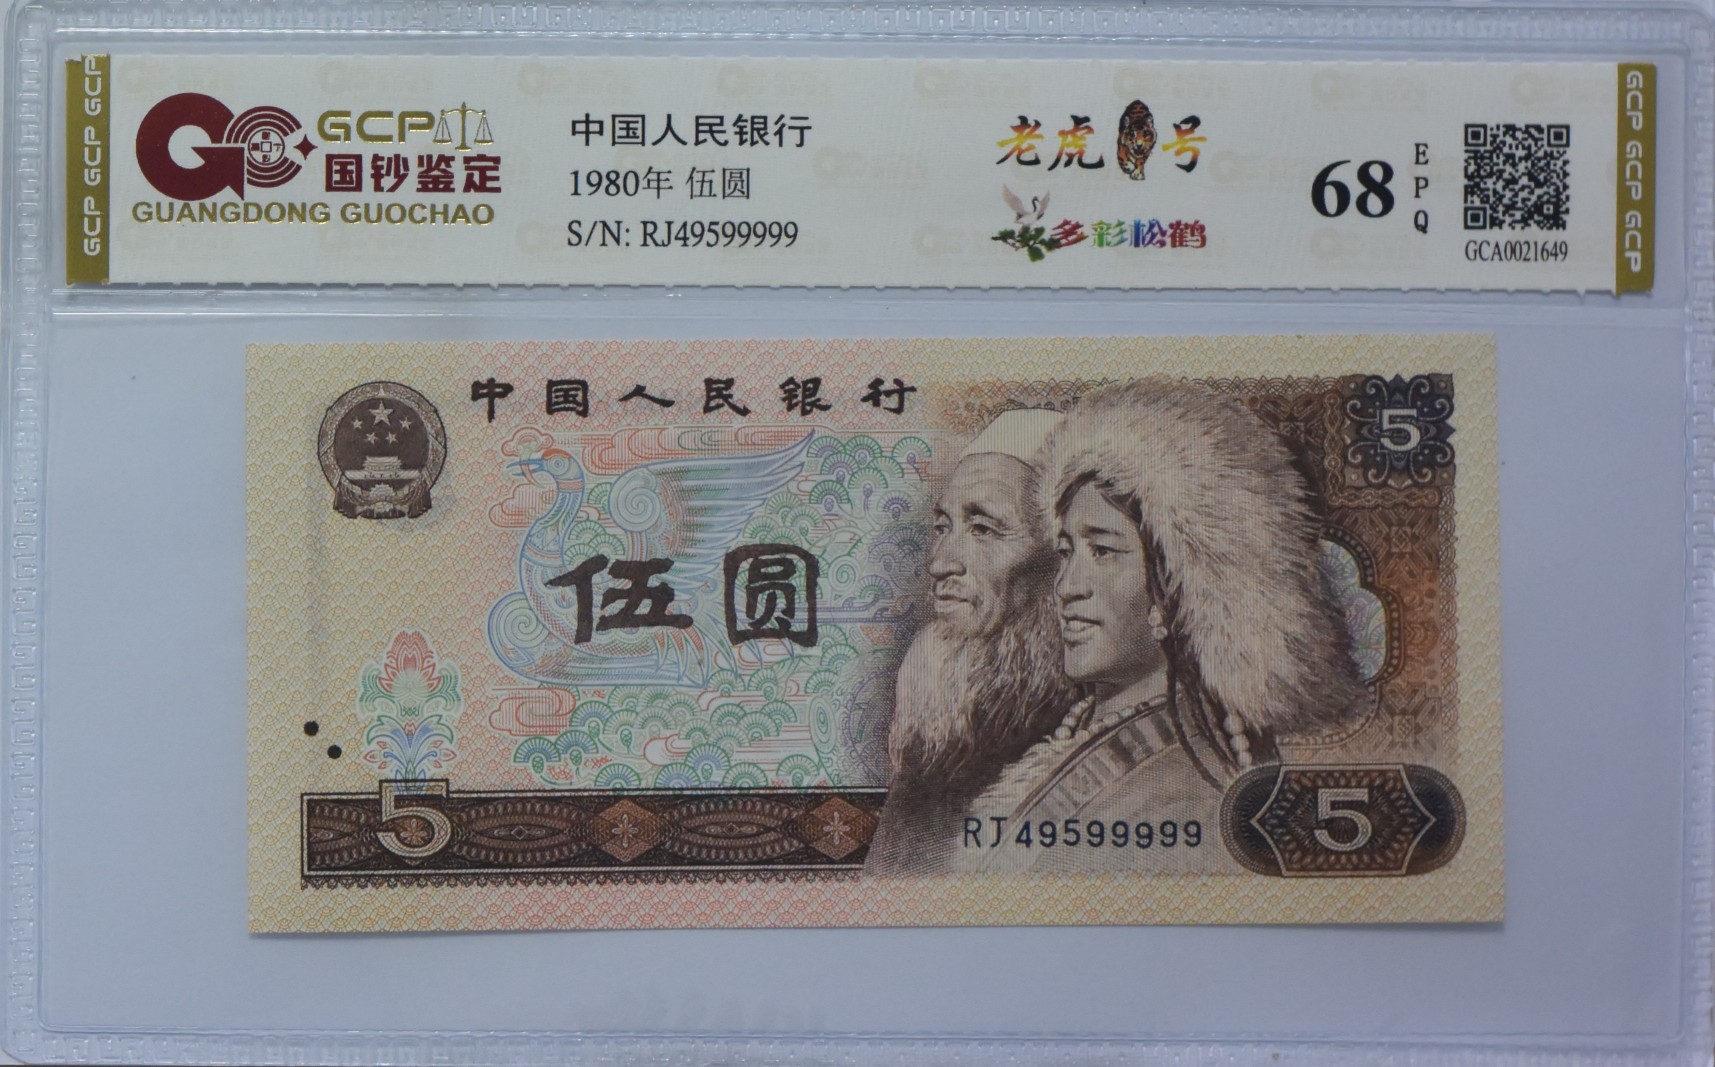 GCP GCP GCP
GCP
国钞鉴定
GUANGDONG GUOCHAO
中国人民银行
1980年 伍圆
S/N: RJ49599999
老虎号
多彩松鹤
68
EPQ
GCA0021649
GCP GCP GCP
中国人民银行
5
伍圆
5
RJ49599999
5